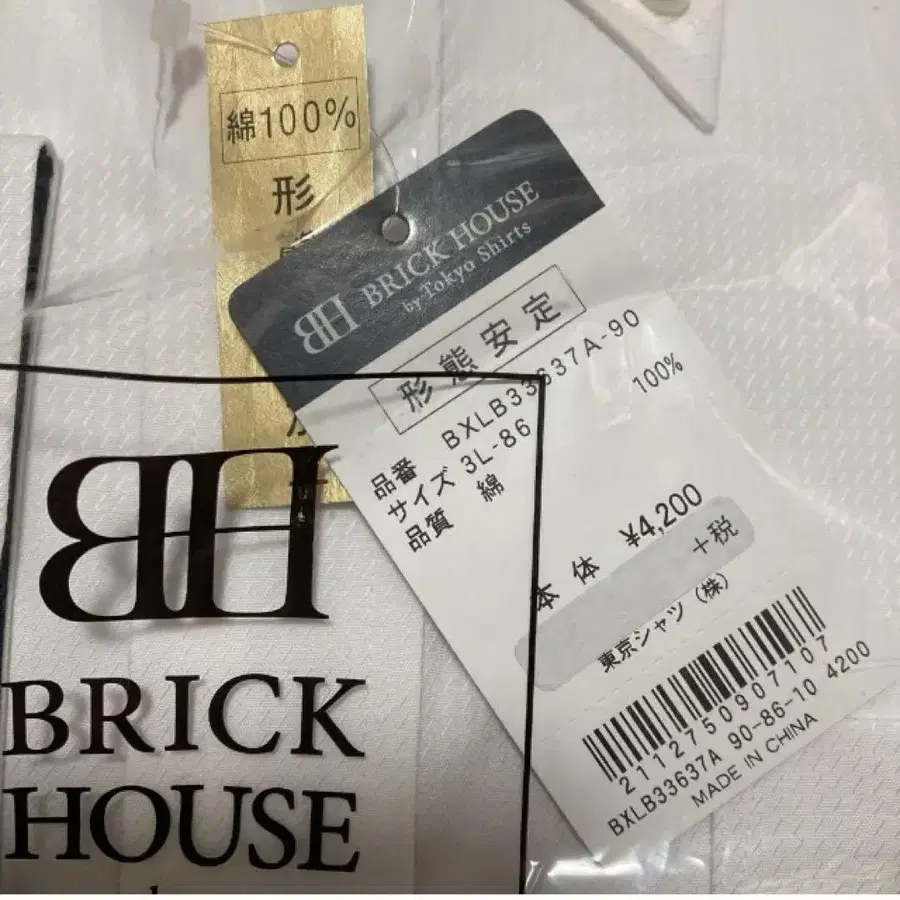 綿100%
形
BH BRICK HOUSE
by Tokyo Shirts
形態安定
品番 BXLB33637A-90
サイズ 3L-86
品質 綿 100%
本体 ¥4,200
+税
東京シャツ(株)
2112750907107
BXLB33637A 90-86-10 4200
MADE IN CHINA
BH
BRICK
HOUSE